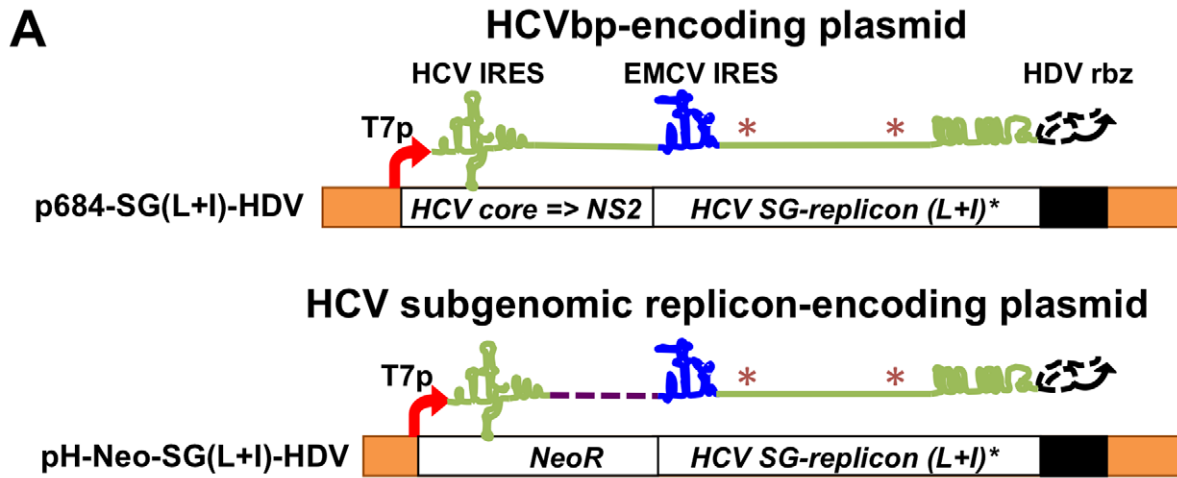 A
HCVbp-encoding plasmid
HCV IRES EMCV IRES HDV rbz
T7p * *
p684-SG(L+I)-HDV HCV core => NS2 HCV SG-replicon (L+I)*
HCV subgenomic replicon-encoding plasmid
T7p * *
pH-Neo-SG(L+I)-HDV NeoR HCV SG-replicon (L+I)*